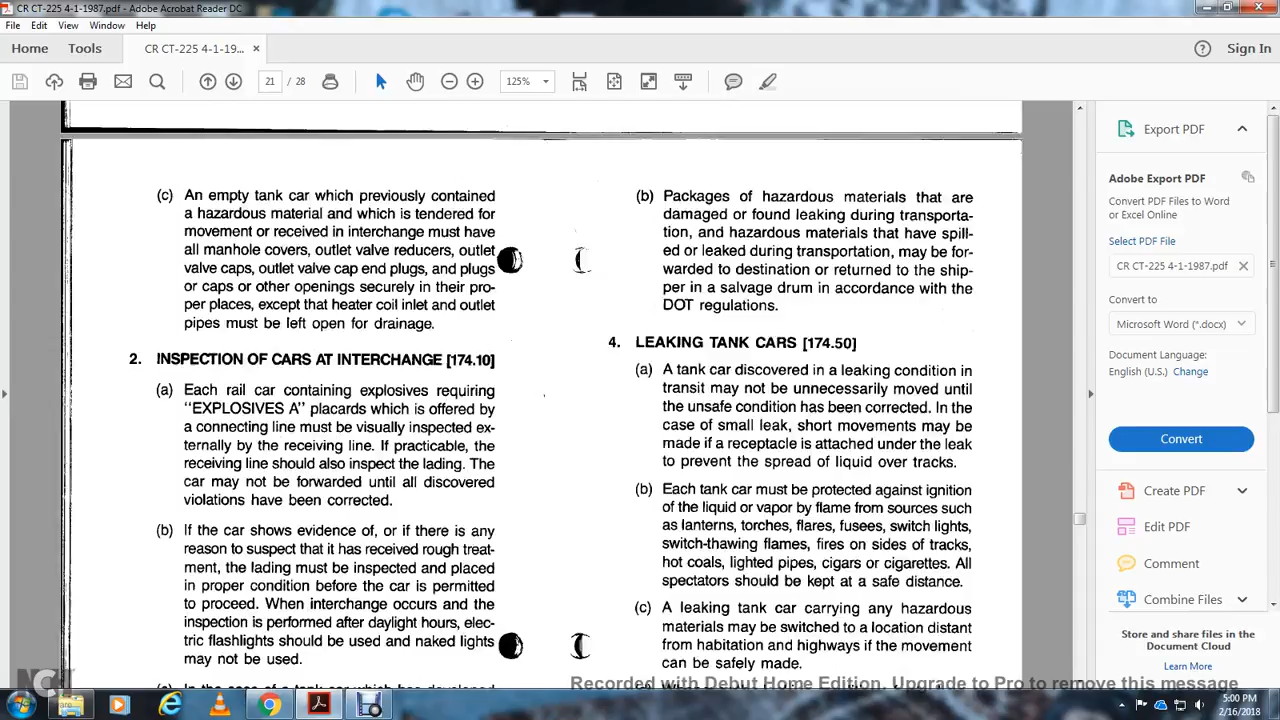 CR CT-225 4-1-1987.pdf - Adobe Acrobat Reader DC
File Edit View Window Help
Home Tools CR CT-225 4-1-19... × Sign In
21 / 28 125%
(c) An empty tank car which previously contained
a hazardous material and which is tendered for
movement or received in interchange must have
all manhole covers, outlet valve reducers, outlet
valve caps, outlet valve cap end plugs, and plugs
or caps or other openings securely in their pro-
per places, except that heater coil inlet and outlet
pipes must be left open for drainage.
2. INSPECTION OF CARS AT INTERCHANGE [174.10]
(a) Each rail car containing explosives requiring
"EXPLOSIVES A" placards which is offered by
a connecting line must be visually inspected ex-
ternally by the receiving line. If practicable, the
receiving line should also inspect the lading. The
car may not be forwarded until all discovered
violations have been corrected.
(b) If the car shows evidence of, or if there is any
reason to suspect that it has received rough treat-
ment, the lading must be inspected and placed
in proper condition before the car is permitted
to proceed. When interchange occurs and the
inspection is performed after daylight hours, elec-
tric flashlights should be used and naked lights
may not be used.
(b) Packages of hazardous materials that are
damaged or found leaking during transporta-
tion, and hazardous materials that have spill-
ed or leaked during transportation, may be for-
warded to destination or returned to the ship-
per in a salvage drum in accordance with the
DOT regulations.
4. LEAKING TANK CARS [174.50]
(a) A tank car discovered in a leaking condition in
transit may not be unnecessarily moved until
the unsafe condition has been corrected. In the
case of small leak, short movements may be
made if a receptacle is attached under the leak
to prevent the spread of liquid over tracks.
(b) Each tank car must be protected against ignition
of the liquid or vapor by flame from sources such
as lanterns, torches, flares, fusees, switch lights,
switch-thawing flames, fires on sides of tracks,
hot coals, lighted pipes, cigars or cigarettes. All
spectators should be kept at a safe distance.
(c) A leaking tank car carrying any hazardous
materials may be switched to a location distant
from habitation and highways if the movement
can be safely made.
Export PDF
Adobe Export PDF
Convert PDF Files to Word
or Excel Online
Select PDF File
CR CT-225 4-1-1987.pdf
Convert to
Microsoft Word (*.docx)
Document Language:
English (U.S.) Change
Convert
Create PDF
Edit PDF
Comment
Combine Files
Store and share files in the
Document Cloud
Learn More
Recorded with Debut Home Edition. Upgrade to Pro to remove this message
5:00 PM
2/16/2018